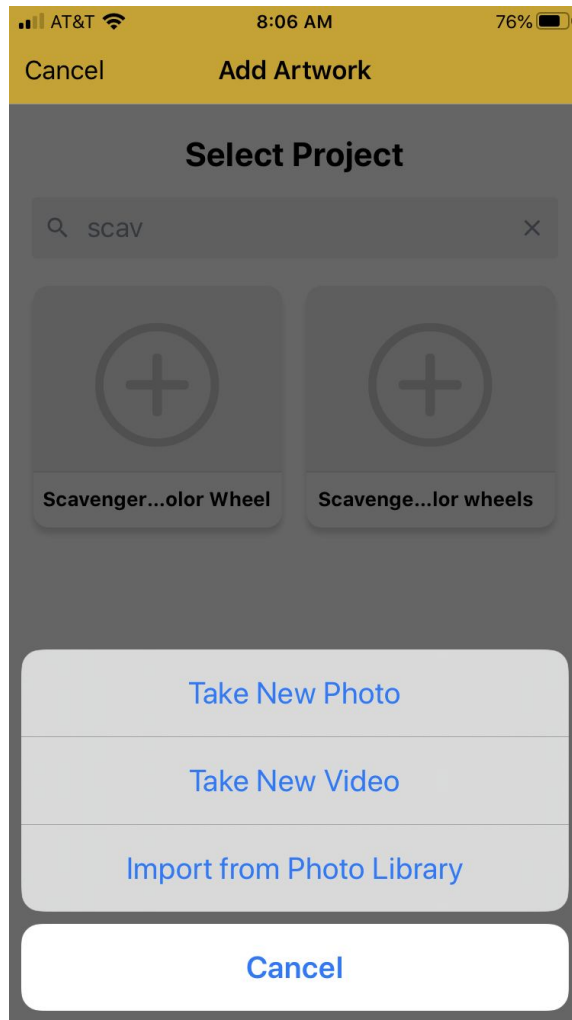 AT&T 8:06 AM 76%
Cancel Add Artwork
Select Project
scav
Scavenger...olor Wheel Scavenge...lor wheels
Take New Photo
Take New Video
Import from Photo Library
Cancel